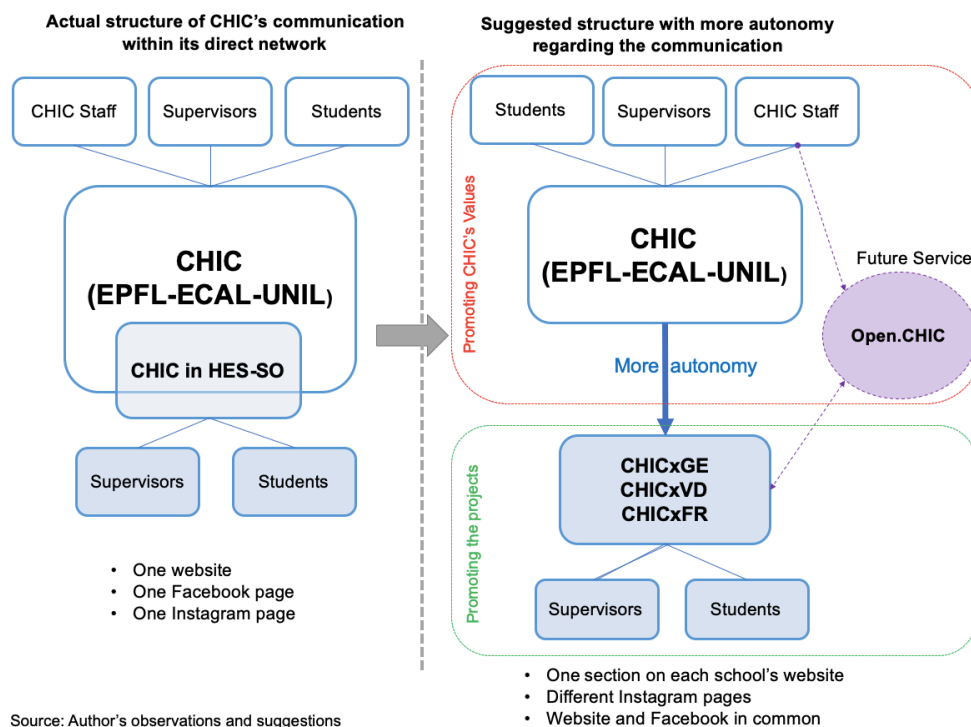 Actual structure of CHIC's communication
within its direct network
CHIC Staff
Supervisors
Students
CHIC
(EPFL-ECAL-UNIL)
CHIC in HES-SO
Supervisors
Students
• One website
• One Facebook page
• One Instagram page
Source: Author's observations and suggestions
Suggested structure with more autonomy
regarding the communication
Students
Supervisors
CHIC Staff
Promoting CHIC's Values
CHIC
(EPFL-ECAL-UNIL)
Future Service
Open.CHIC
More autonomy
Promoting the projects
CHICxGE
CHICxVD
CHICxFR
Supervisors
Students
• One section on each school's website
• Different Instagram pages
• Website and Facebook in common